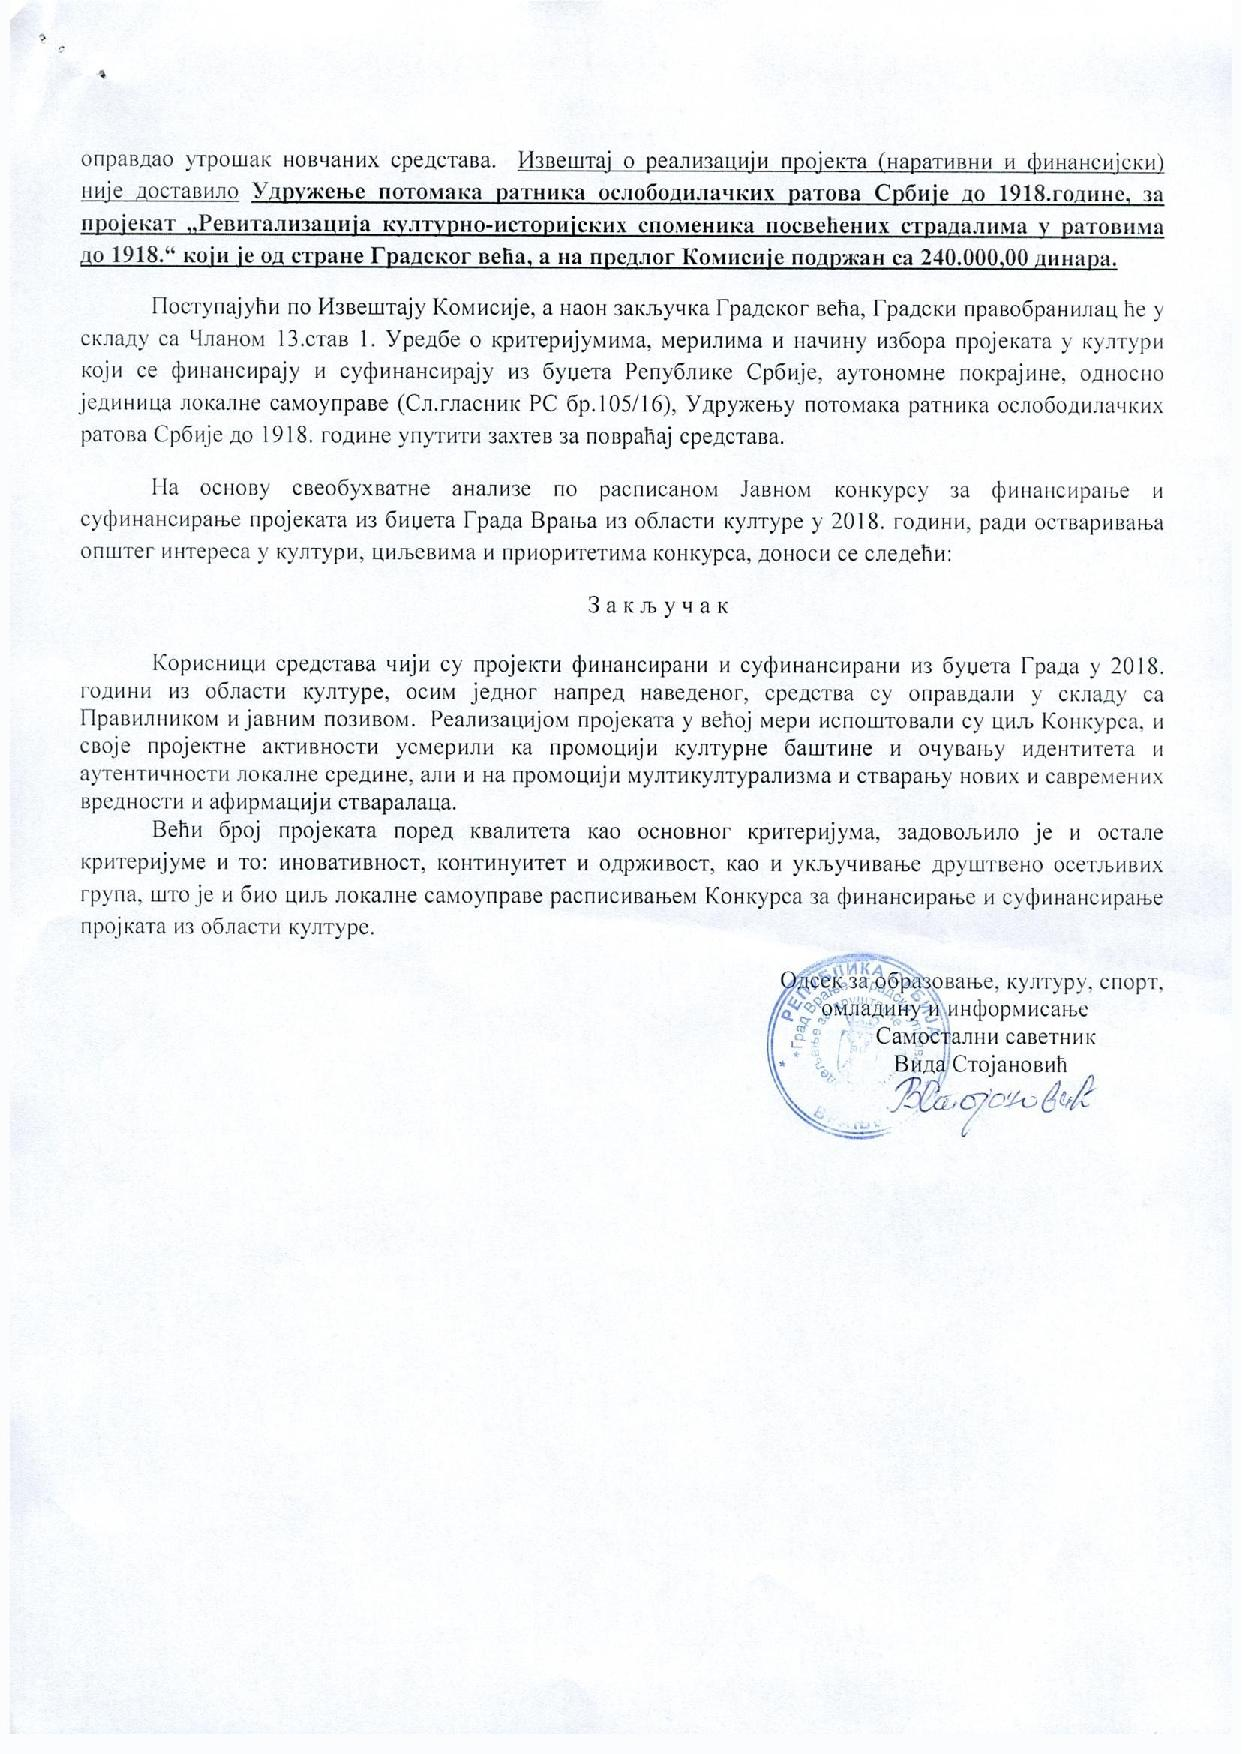 оправдао утрошак новчаних средстава. Извештај о реализацији пројекта (наративни и финансијски)
није доставило Удружење потомака ратника ослободилачких ратова Србије до 1918.године, за
пројекат „Ревитализација културно-историјских споменика посвећених страдалима у ратовима
до 1918.“ који је од стране Градског већа, а на предлог Комисије подржан са 240.000,00 динара.
Поступајући по Извештају Комисије, а наон закључка Градског већа, Градски правобранилац ће у
складу са Чланом 13.став 1. Уредбе о критеријумима, мерилима и начину избора пројеката у култури
који се финансирају и суфинансирају из буџета Републике Србије, аутономне покрајине, односно
јединица локалне самоуправе (Сл.гласник РС бр.105/16), Удружењу потомака ратника ослободилачких
ратова Србије до 1918. године упутити захтев за повраћај средстава.
На основу свеобухватне анализе по расписаном Јавном конкурсу за финансирање и
суфинансирање пројеката из биџета Града Врања из области културе у 2018. години, ради остваривања
општег интереса у култури, циљевима и приоритетима конкурса, доноси се следећи:
З а к љ у ч а к
Корисници средстава чији су пројекти финансирани и суфинансирани из буџета Града у 2018.
години из области културе, осим једног напред наведеног, средства су оправдали у складу са
Правилником и јавним позивом. Реализацијом пројеката у већој мери испоштовали су циљ Конкурса, и
своје пројектне активности усмерили ка промоцији културне баштине и очувању идентитета и
аутентичности локалне средине, али и на промоцији мултикултурализма и стварању нових и савремених
вредности и афирмацији стваралаца.
Већи број пројеката поред квалитета као основног критеријума, задовољило је и остале
критеријуме и то: иновативност, континуитет и одрживост, као и укључивање друштвено осетљивих
група, што је и био циљ локалне самоуправе расписивањем Конкурса за финансирање и суфинансирање
пројката из области културе.
Одсек за образовање, културу, спорт,
омладину и информисање
Самостални саветник
Вида Стојановић
ВСтојановић
РЕПУБЛИКА СРБИЈА
Град Врање